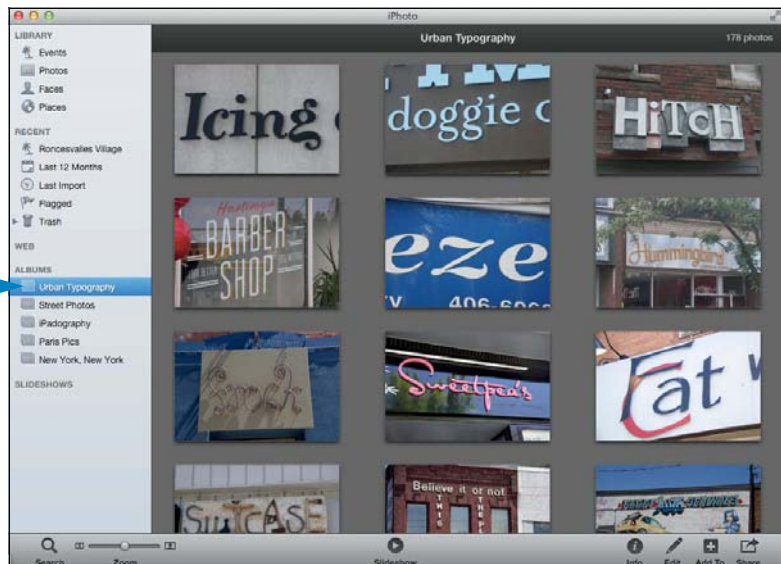 iPhoto
LIBRARY
Events
Photos
Faces
Places
RECENT
Roncesvalles Village
Last 12 Months
Last Import
Flagged
Trash
WEB
ALBUMS
Urban Typography
Street Photos
iPadography
Paris Pics
New York, New York
SLIDESHOWS
Urban Typography
178 photos
Icing
doggie
HiTCH
Hastings
BARBER
SHOP
eze
406-
Hummingbird
Sweetpea's
Eat
SUITCASE
Believe it or not
THIS
THE
Search
Zoom
Slideshow
Info
Edit
Add To
Share